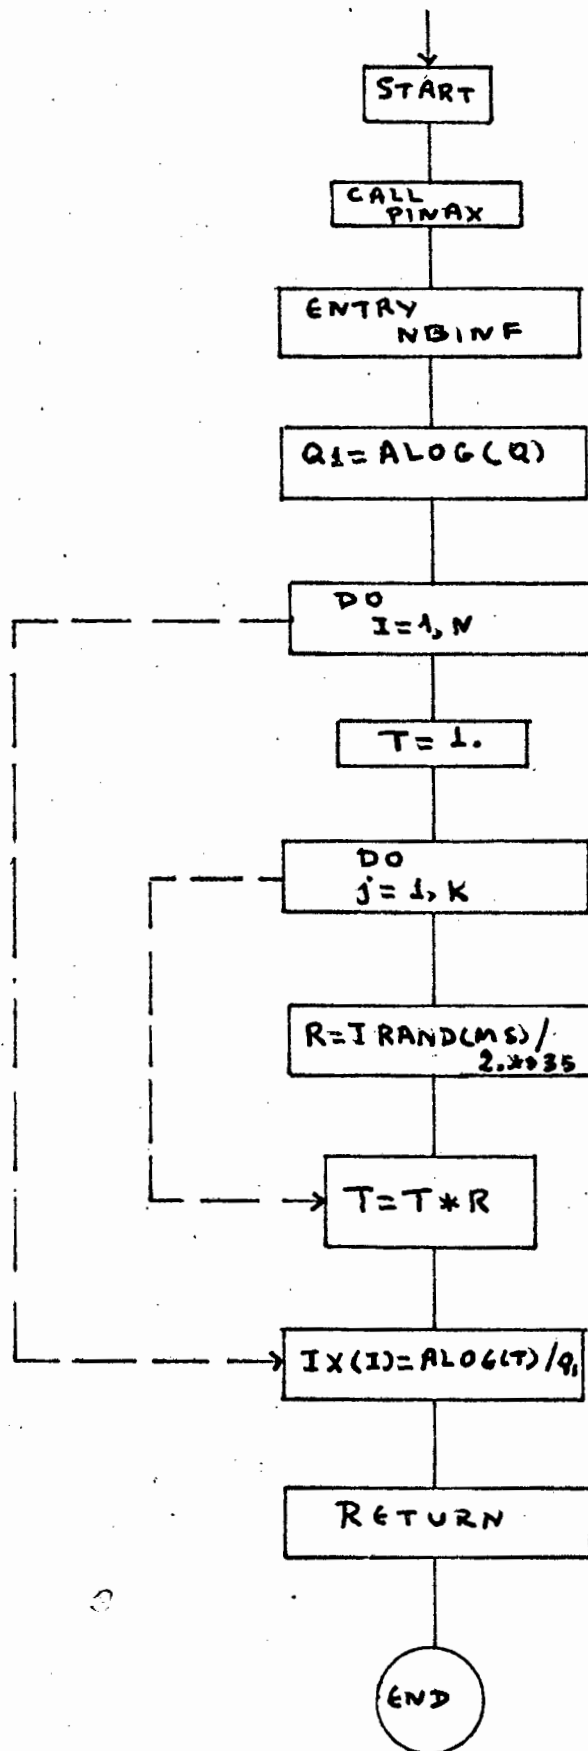 START
CALL
PINAX
ENTRY
NBINF
Q1=ALOG(Q)
DO
I=1,N
T=1.
DO
j=1,K
R=IRAND(MS)/
2.**35
T=T*R
IX(I)=ALOG(T)/Q1
RETURN
END